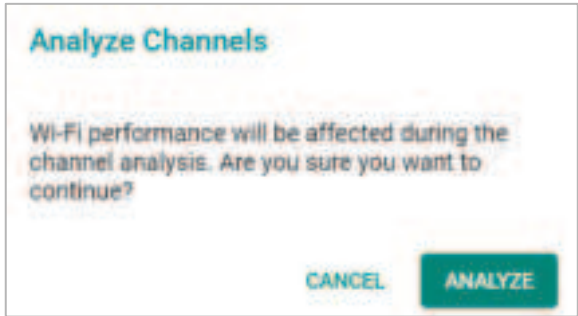 Analyze Channels
Wi-Fi performance will be affected during the
channel analysis. Are you sure you want to
continue?
CANCEL ANALYZE